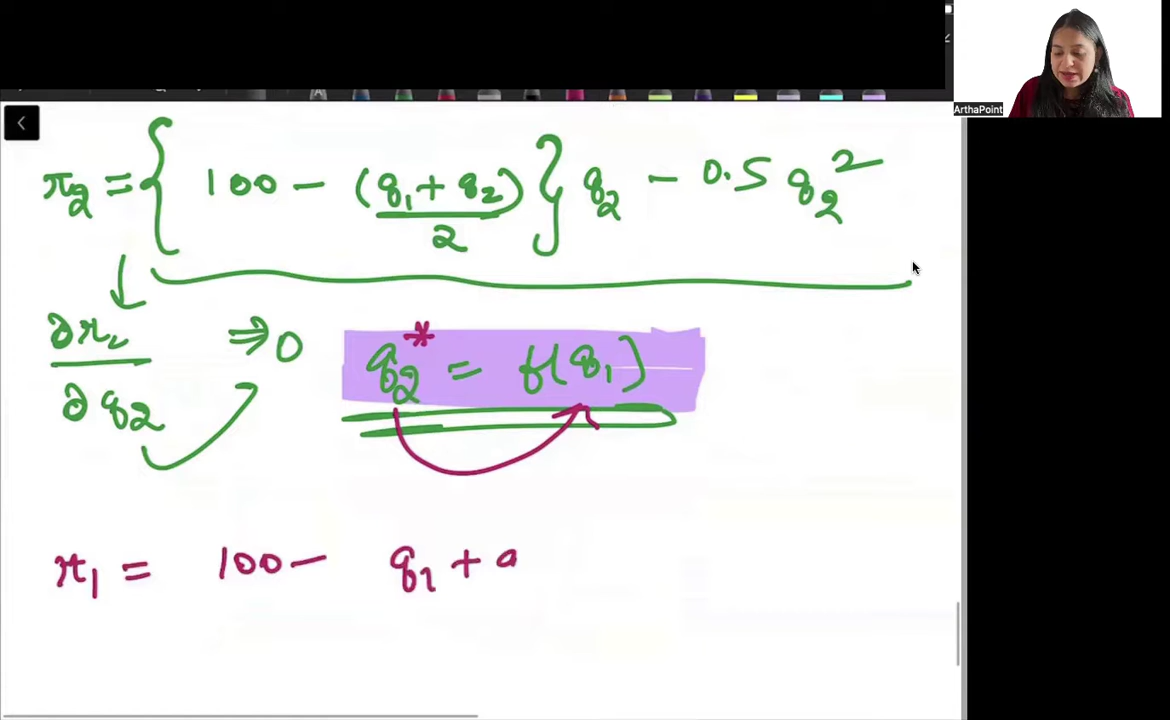 ArthaPoint
π₂ = { 100 − (q₁ + q₂)/2 } q₂ − 0.5 q₂²
∂π₂/∂q₂ ⇒ 0 q₂* = f(q₁)
π₁ = 100 − q₁ +